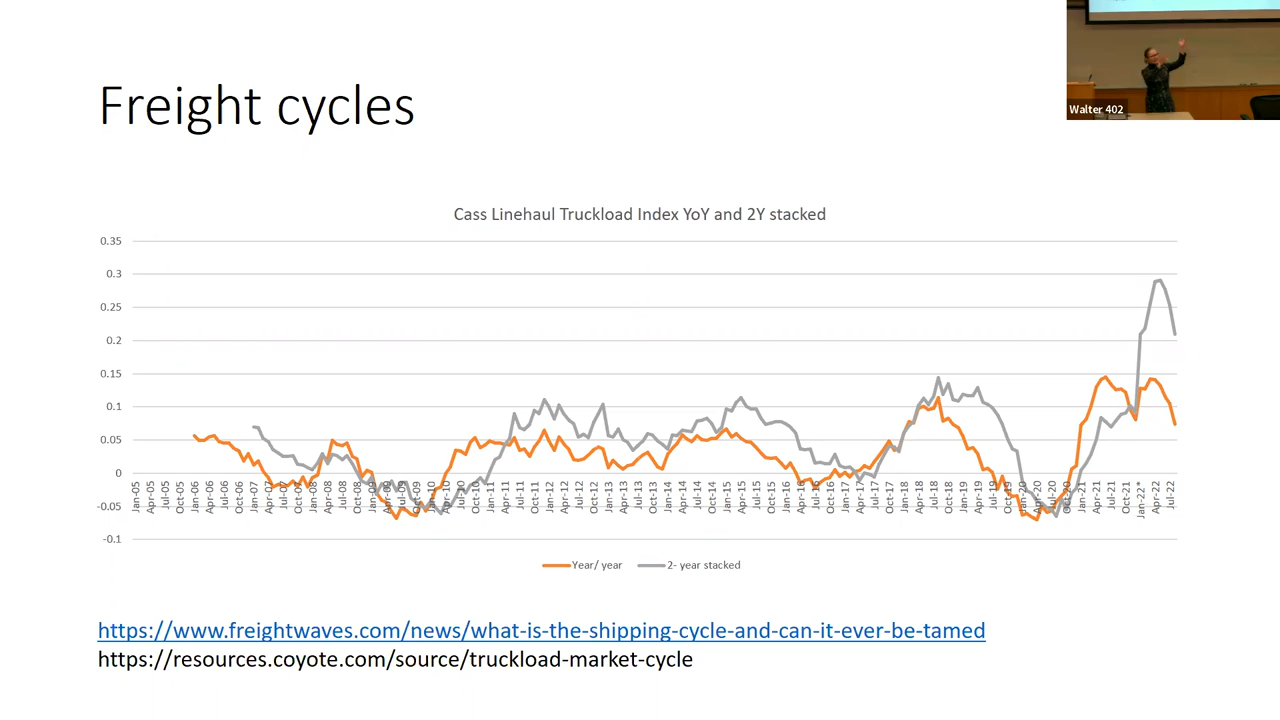 Freight cycles
Walter 402
Cass Linehaul Truckload Index YoY and 2Y stacked
0.35
0.3
0.25
0.2
0.15
0.1
0.05
0
-0.05
-0.1
Jan-05 Apr-05 Jul-05 Oct-05 Jan-06 Apr-06 Jul-06 Oct-06 Jan-07 Apr-07 Jul-07 Oct-07 Jan-08 Apr-08 Jul-08 Oct-08 Jan-09 Apr-09 Jul-09 Oct-09 Jan-10 Apr-10 Jul-10 Oct-10 Jan-11 Apr-11 Jul-11 Oct-11 Jan-12 Apr-12 Jul-12 Oct-12 Jan-13 Apr-13 Jul-13 Oct-13 Jan-14 Apr-14 Jul-14 Oct-14 Jan-15 Apr-15 Jul-15 Oct-15 Jan-16 Apr-16 Jul-16 Oct-16 Jan-17 Apr-17 Jul-17 Oct-17 Jan-18 Apr-18 Jul-18 Oct-18 Jan-19 Apr-19 Jul-19 Oct-19 Jan-20 Apr-20 Jul-20 Oct-20 Jan-21 Apr-21 Jul-21 Oct-21 Jan-22* Apr-22 Jul-22
Year/ year 2- year stacked
https://www.freightwaves.com/news/what-is-the-shipping-cycle-and-can-it-ever-be-tamed
https://resources.coyote.com/source/truckload-market-cycle